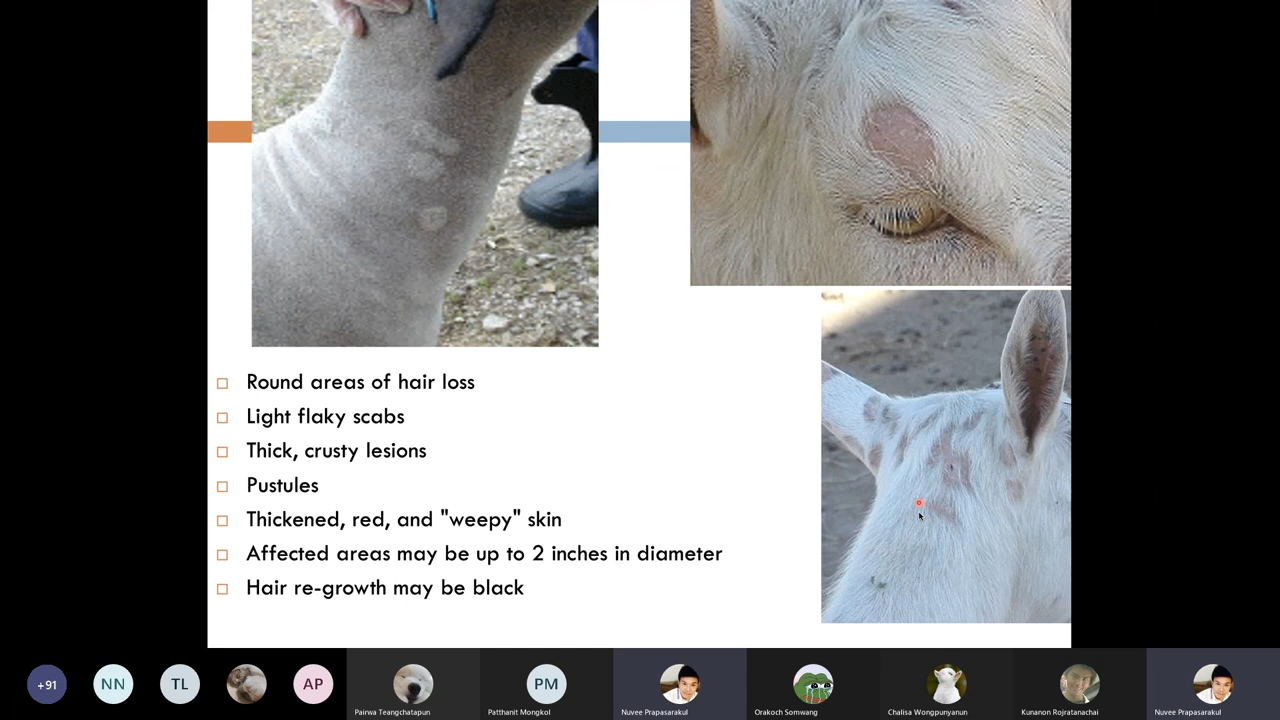 Round areas of hair loss
Light flaky scabs
Thick, crusty lesions
Pustules
Thickened, red, and "weepy" skin
Affected areas may be up to 2 inches in diameter
Hair re-growth may be black
+91
NN
TL
AP
PM
Pairwa Teangchatapun
Patthanit Mongkol
Nuvee Prapasarakul
Orakoch Somwang
Chalisa Wongpunyanun
Kunanon Rojratanachai
Nuvee Prapasarakul